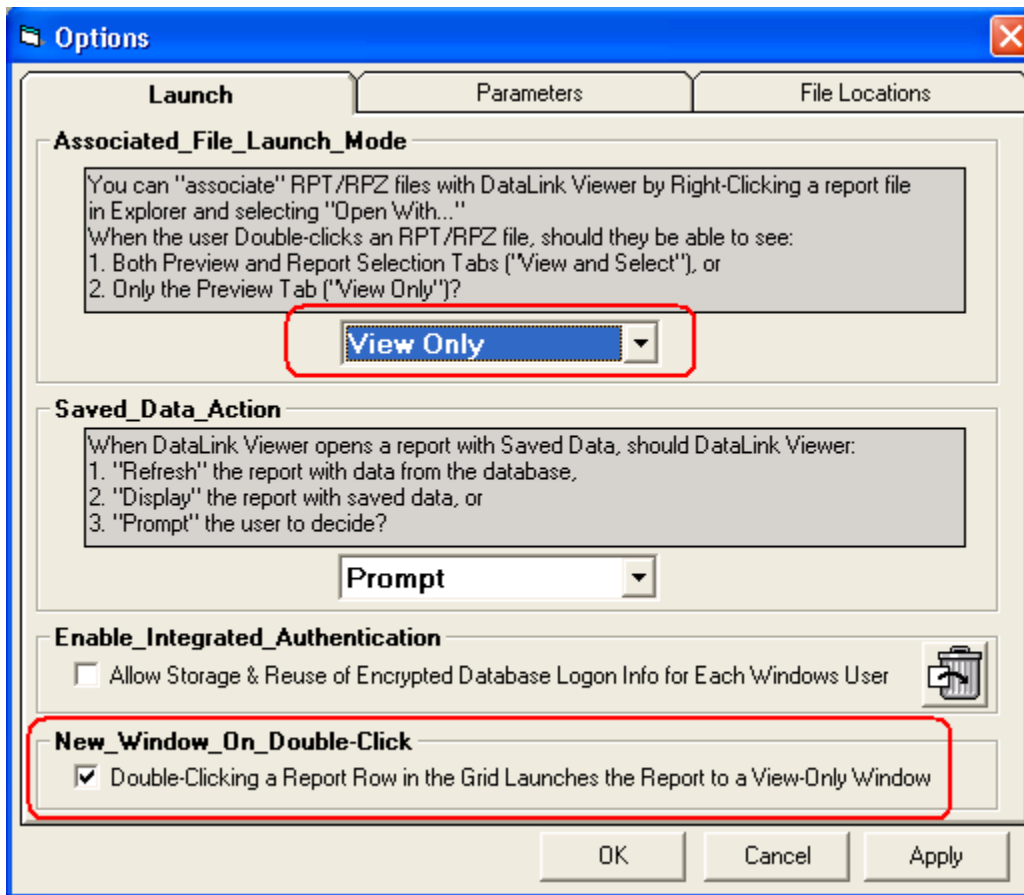 Options
Launch
Parameters
File Locations
Associated_File_Launch_Mode
You can "associate" RPT/RPZ files with DataLink Viewer by Right-Clicking a report file
in Explorer and selecting "Open With..."
When the user Double-clicks an RPT/RPZ file, should they be able to see:
1. Both Preview and Report Selection Tabs ("View and Select"), or
2. Only the Preview Tab ("View Only")?
View Only
Saved_Data_Action
When DataLink Viewer opens a report with Saved Data, should DataLink Viewer:
1. "Refresh" the report with data from the database,
2. "Display" the report with saved data, or
3. "Prompt" the user to decide?
Prompt
Enable_Integrated_Authentication
Allow Storage & Reuse of Encrypted Database Logon Info for Each Windows User
New_Window_On_Double-Click
Double-Clicking a Report Row in the Grid Launches the Report to a View-Only Window
OK
Cancel
Apply